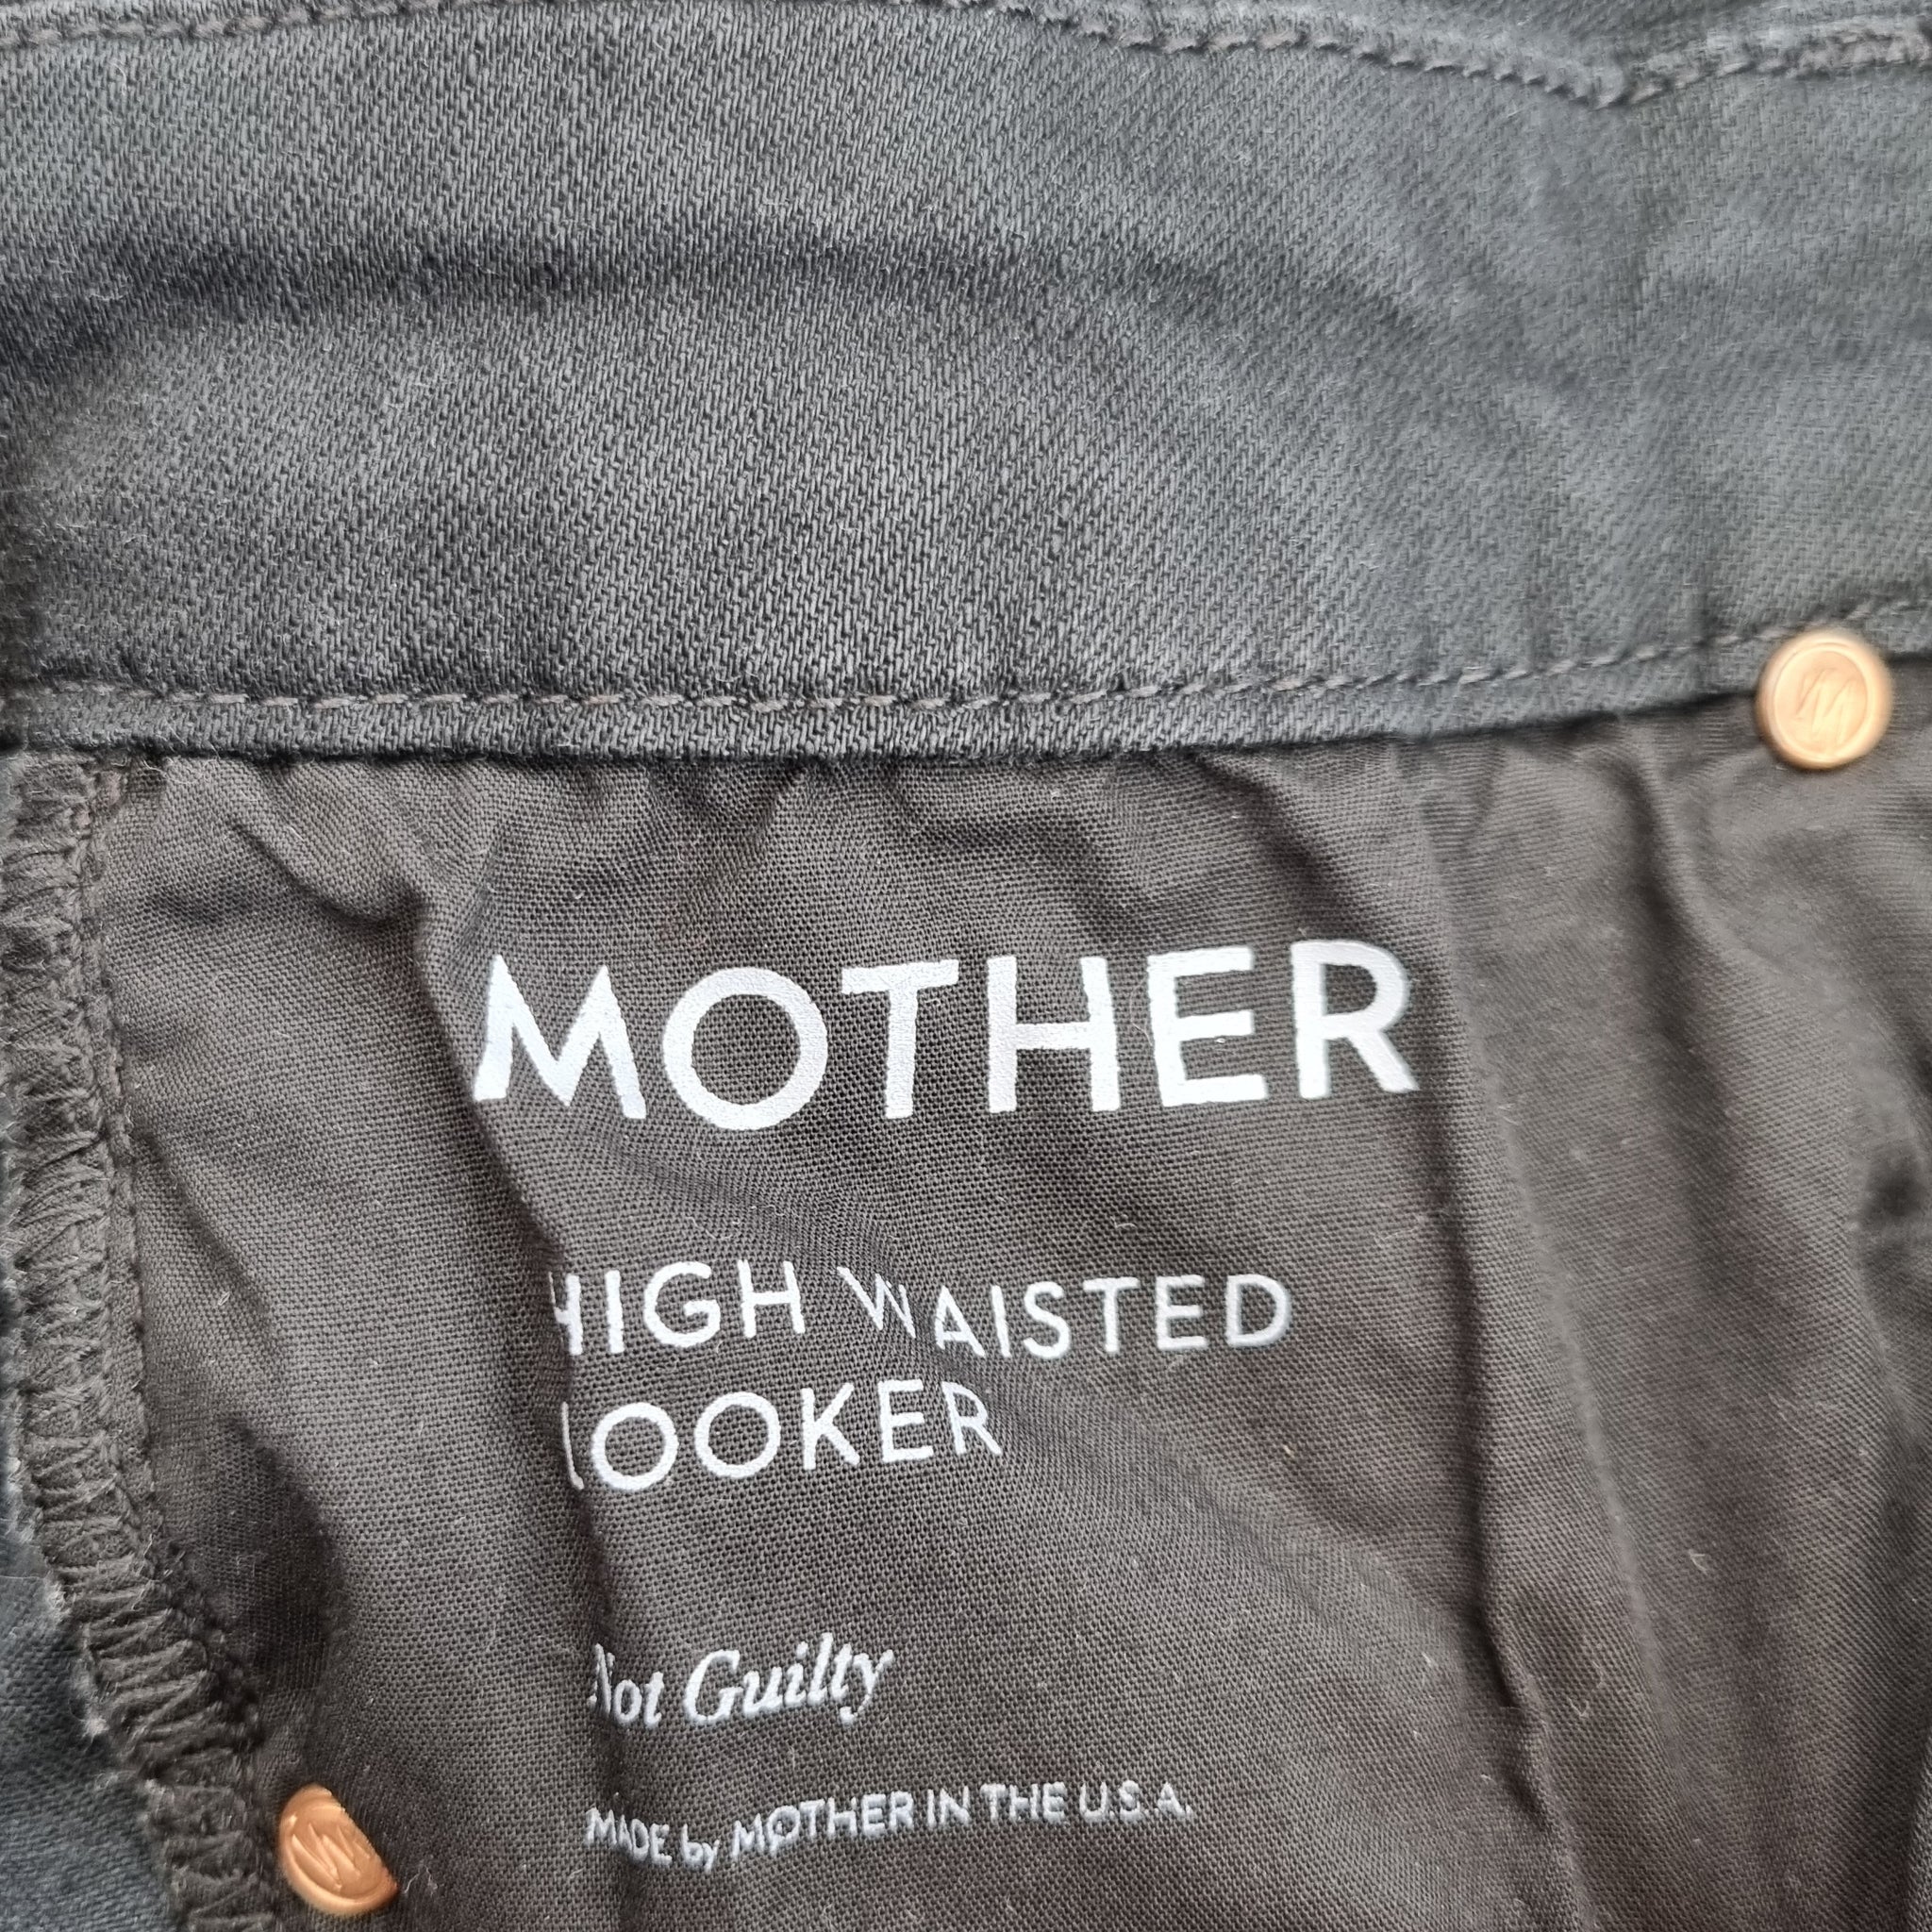 MOTHER
HIGH WAISTED
LOOKER
Not Guilty
MADE by MOTHER IN THE U.S.A.